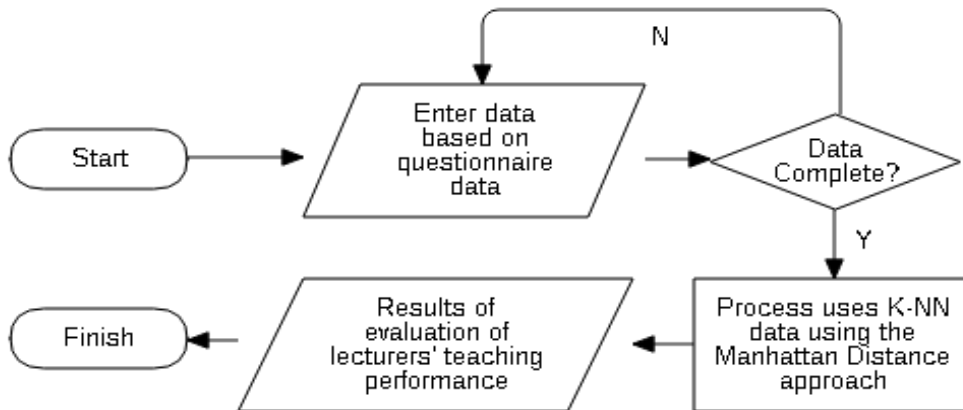 N
Start
Enter data
based on
questionnaire
data
Data
Complete?
Y
Process uses K-NN
data using the
Manhattan Distance
approach
Results of
evaluation of
lecturers' teaching
performance
Finish